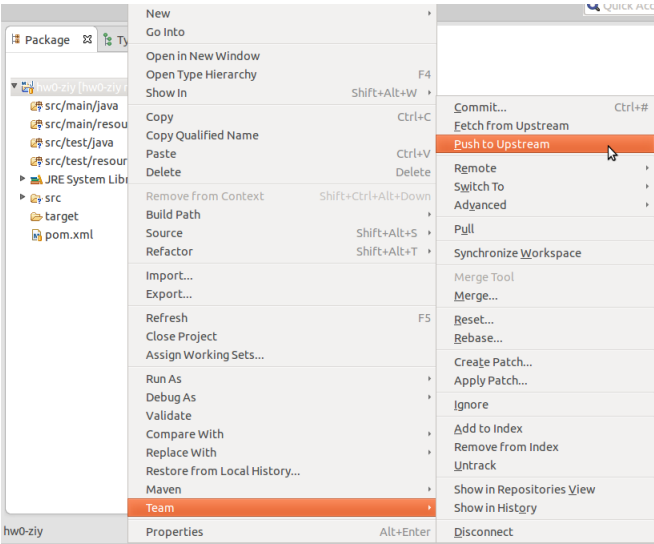 Quick Acc
Package
Ty
hw0-ziy [hw0-ziy
src/main/java
src/main/resou
src/test/java
src/test/resour
JRE System Libr
src
target
pom.xml
hw0-ziy
New
Go Into
Open in New Window
Open Type Hierarchy F4
Show In Shift+Alt+W
Copy Ctrl+C
Copy Qualified Name
Paste Ctrl+V
Delete Delete
Remove from Context Shift+Ctrl+Alt+Down
Build Path
Source Shift+Alt+S
Refactor Shift+Alt+T
Import...
Export...
Refresh F5
Close Project
Assign Working Sets...
Run As
Debug As
Validate
Compare With
Replace With
Restore from Local History...
Maven
Team
Properties Alt+Enter
Commit... Ctrl+#
Fetch from Upstream
Push to Upstream
Remote
Switch To
Advanced
Pull
Synchronize Workspace
Merge Tool
Merge...
Reset...
Rebase...
Create Patch...
Apply Patch...
Ignore
Add to Index
Remove from Index
Untrack
Show in Repositories View
Show in History
Disconnect